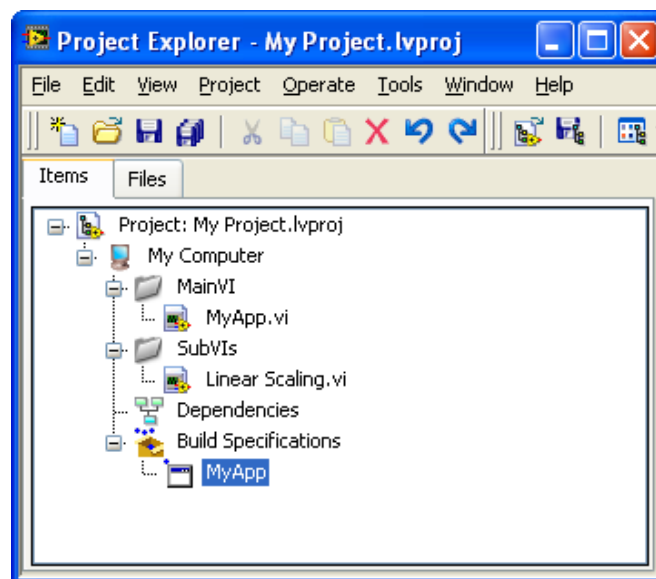 Project Explorer - My Project.lvproj
File Edit View Project Operate Tools Window Help
Items Files
Project: My Project.lvproj
My Computer
MainVI
MyApp.vi
SubVIs
Linear Scaling.vi
Dependencies
Build Specifications
MyApp